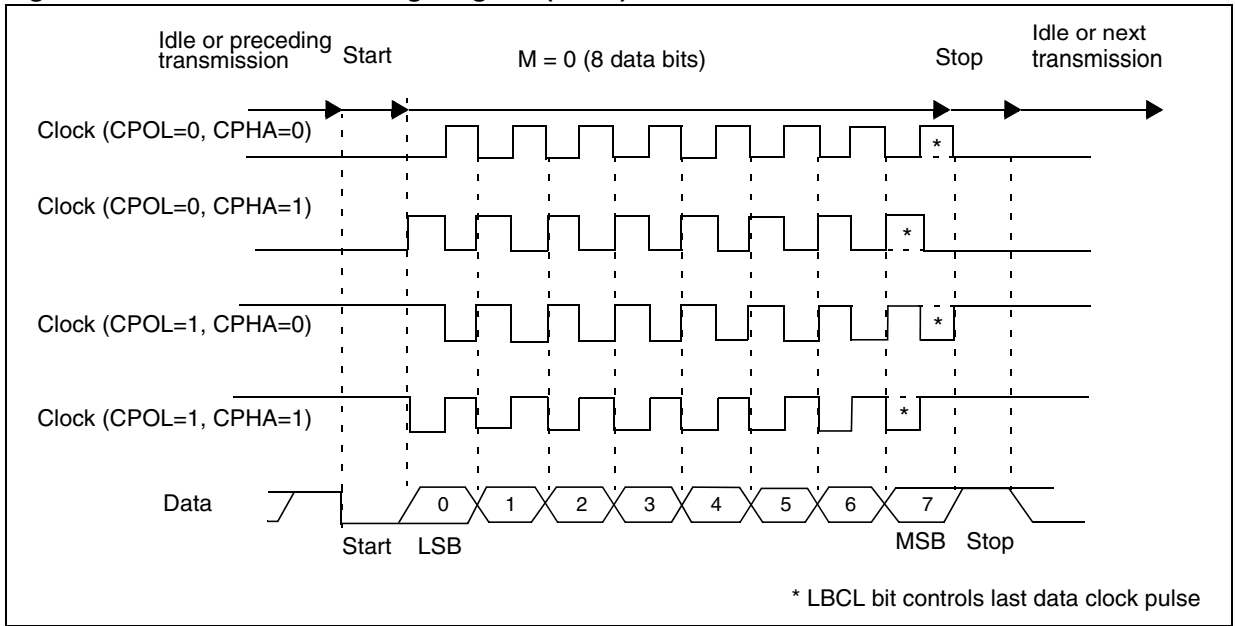 Idle or preceding
transmission
Start
M = 0 (8 data bits)
Stop
Idle or next
transmission
Clock (CPOL=0, CPHA=0)
*
Clock (CPOL=0, CPHA=1)
*
Clock (CPOL=1, CPHA=0)
*
Clock (CPOL=1, CPHA=1)
*
Data
0 1 2 3 4 5 6 7
Start LSB MSB Stop
* LBCL bit controls last data clock pulse